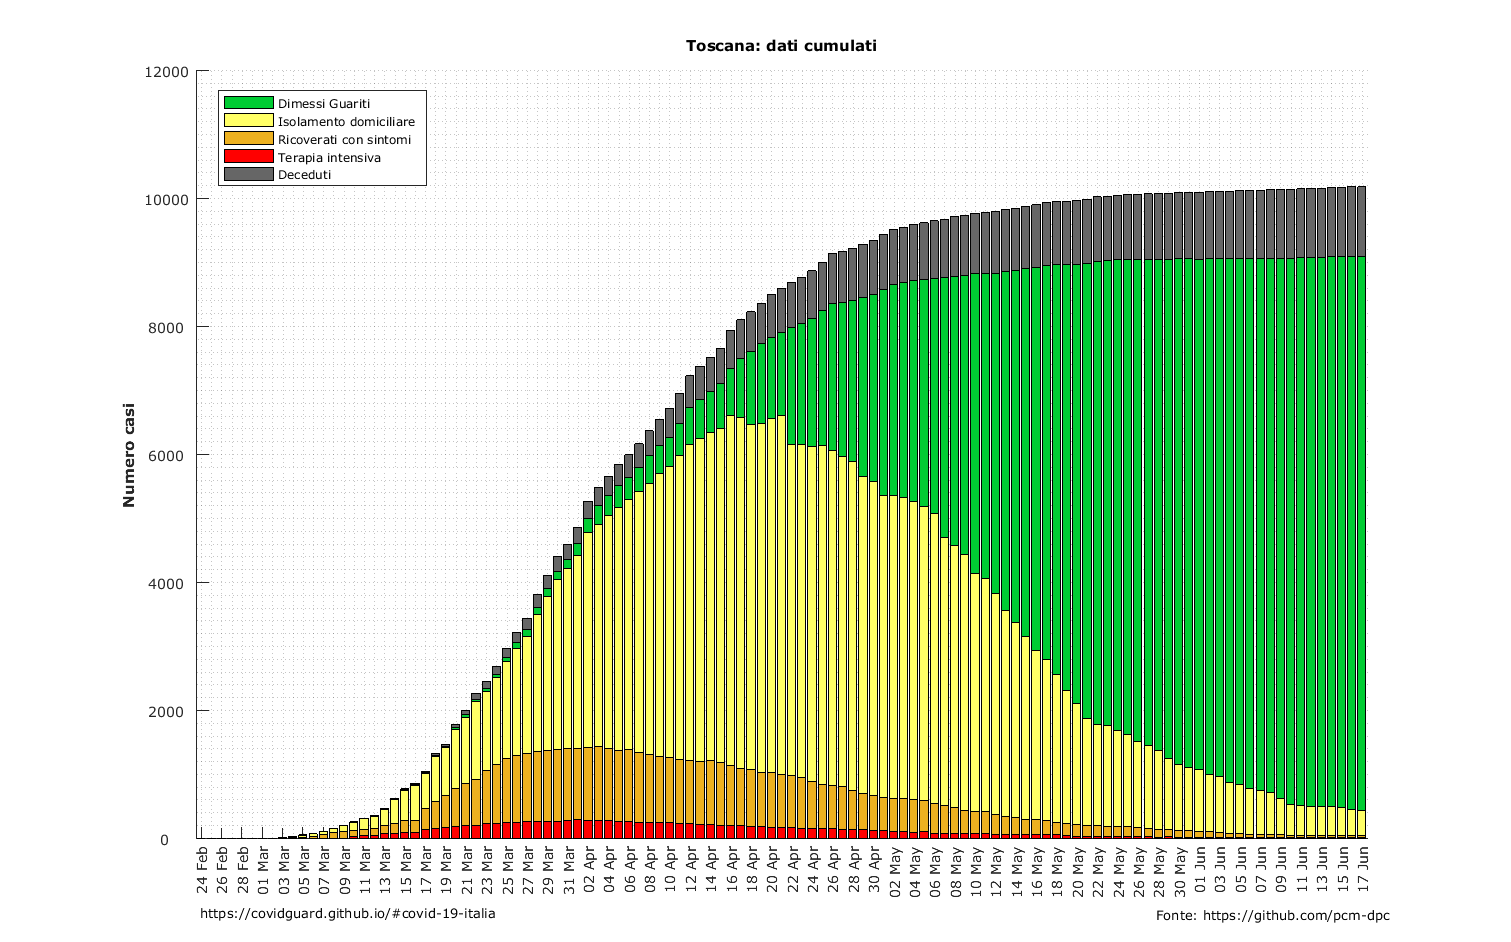 Toscana: dati cumulati
12000
10000
8000
6000
4000
2000
0
Numero casi
Dimessi Guariti
Isolamento domiciliare
Ricoverati con sintomi
Terapia intensiva
Deceduti
24 Feb
26 Feb
28 Feb
01 Mar
03 Mar
05 Mar
07 Mar
09 Mar
11 Mar
13 Mar
15 Mar
17 Mar
19 Mar
21 Mar
23 Mar
25 Mar
27 Mar
29 Mar
31 Mar
02 Apr
04 Apr
06 Apr
08 Apr
10 Apr
12 Apr
14 Apr
16 Apr
18 Apr
20 Apr
22 Apr
24 Apr
26 Apr
28 Apr
30 Apr
02 May
04 May
06 May
08 May
10 May
12 May
14 May
16 May
18 May
20 May
22 May
24 May
26 May
28 May
30 May
01 Jun
03 Jun
05 Jun
07 Jun
09 Jun
11 Jun
13 Jun
15 Jun
17 Jun
https://covidguard.github.io/#covid-19-italia
Fonte: https://github.com/pcm-dpc